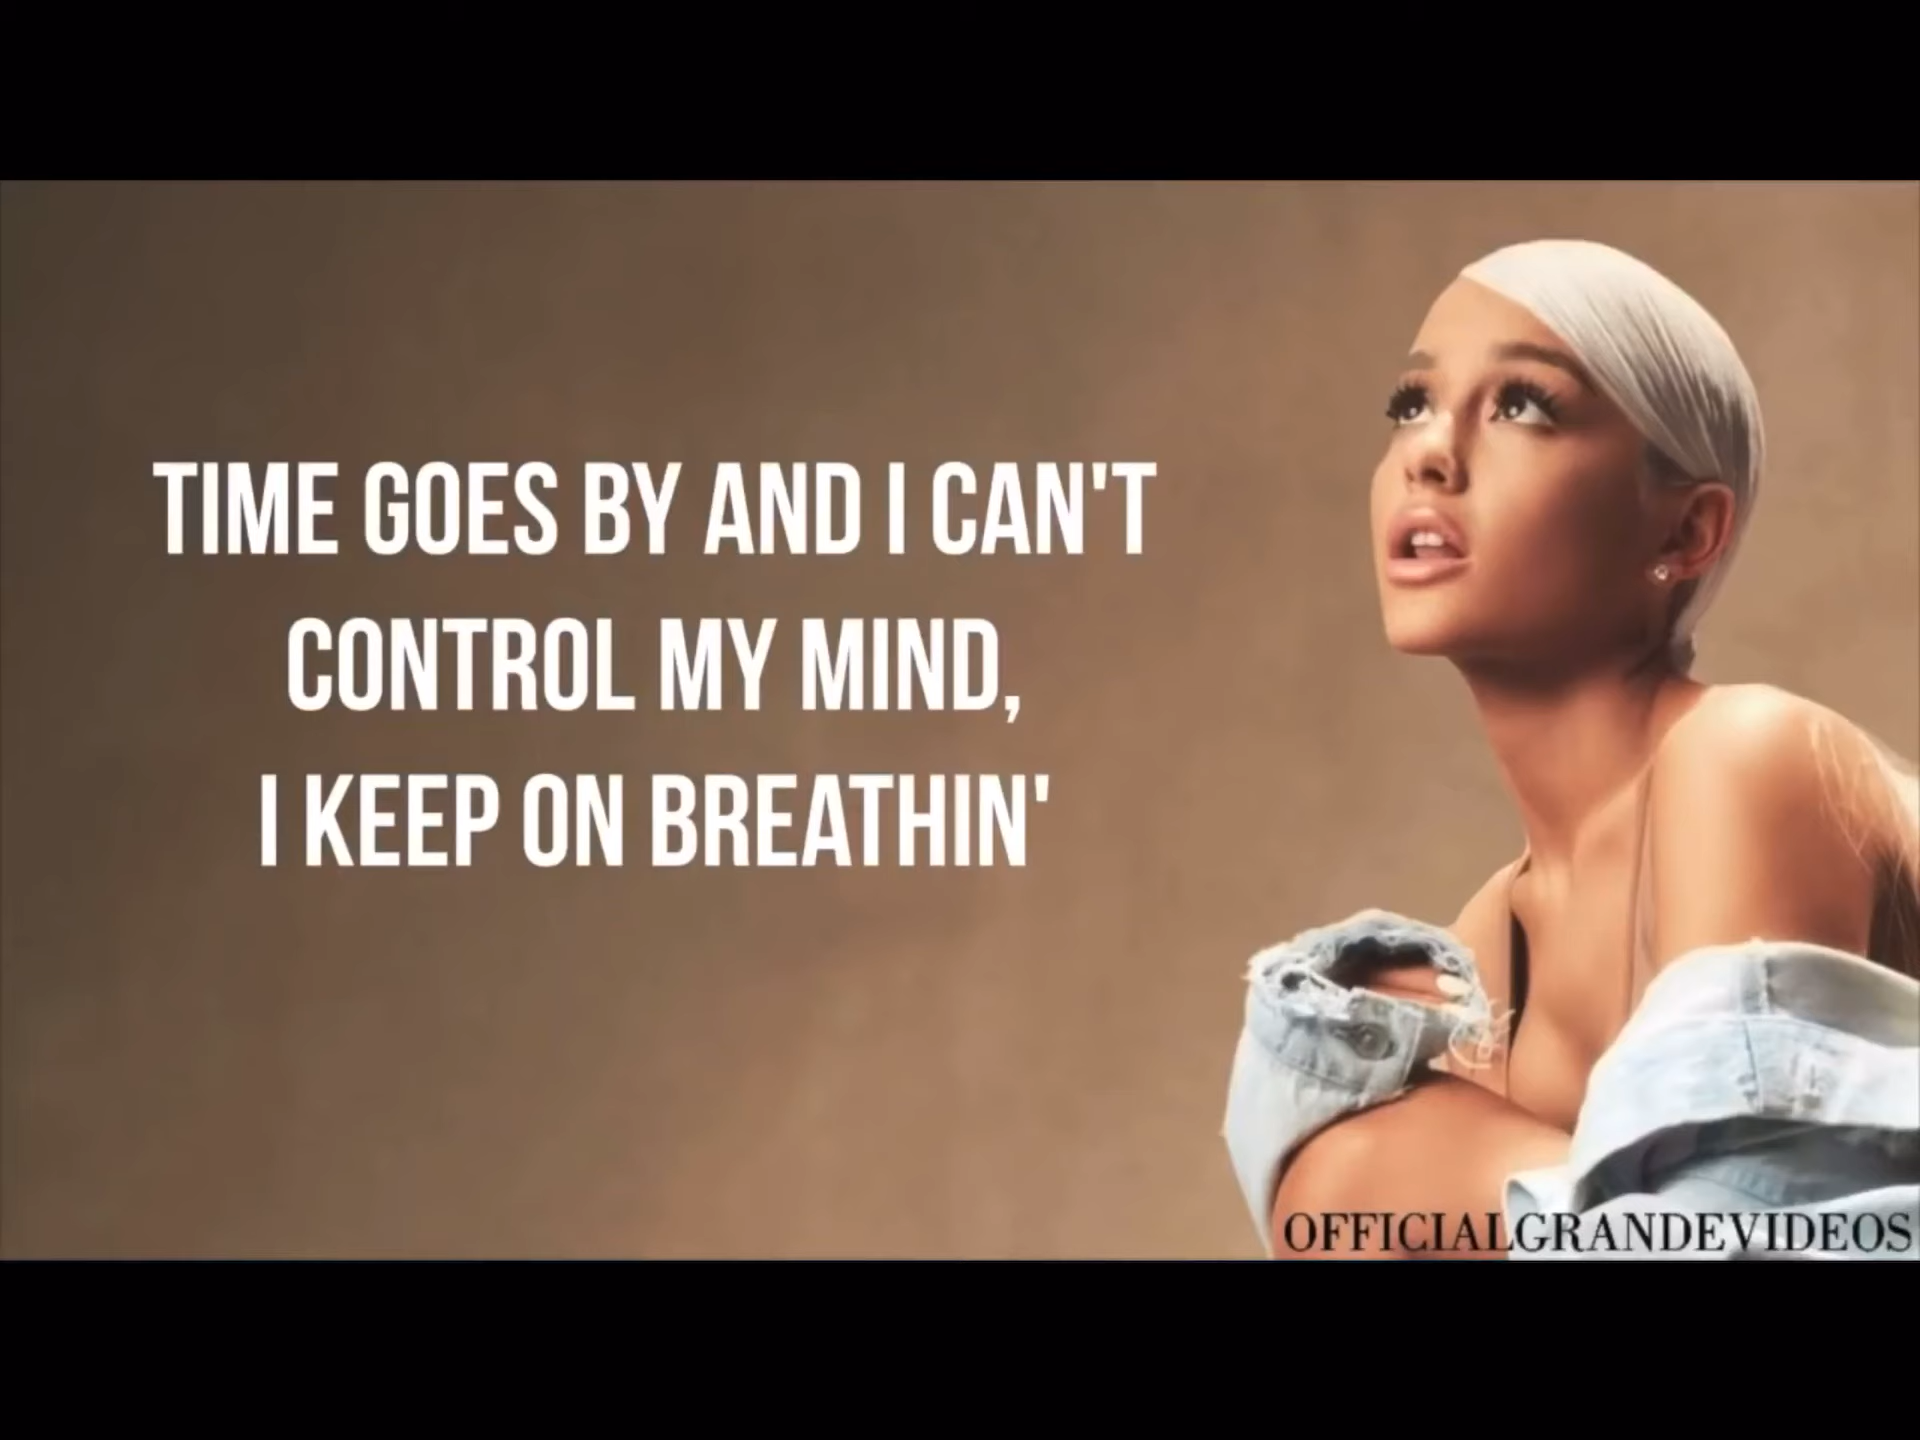 TIME GOES BY AND I CAN'T
CONTROL MY MIND,
I KEEP ON BREATHIN'
OFFICIALGRANDEVIDEOS